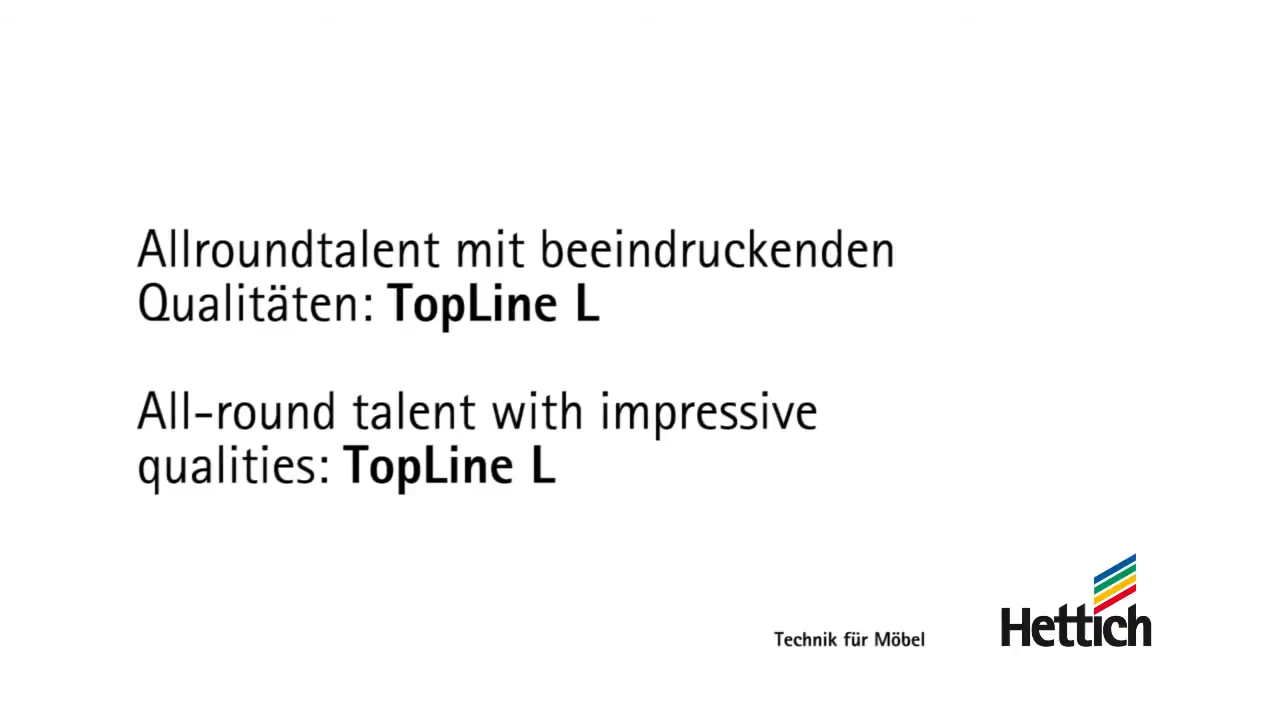 Allroundtalent mit beeindruckenden
Qualitäten: TopLine L
All-round talent with impressive
qualities: TopLine L
Technik für Möbel
Hettich